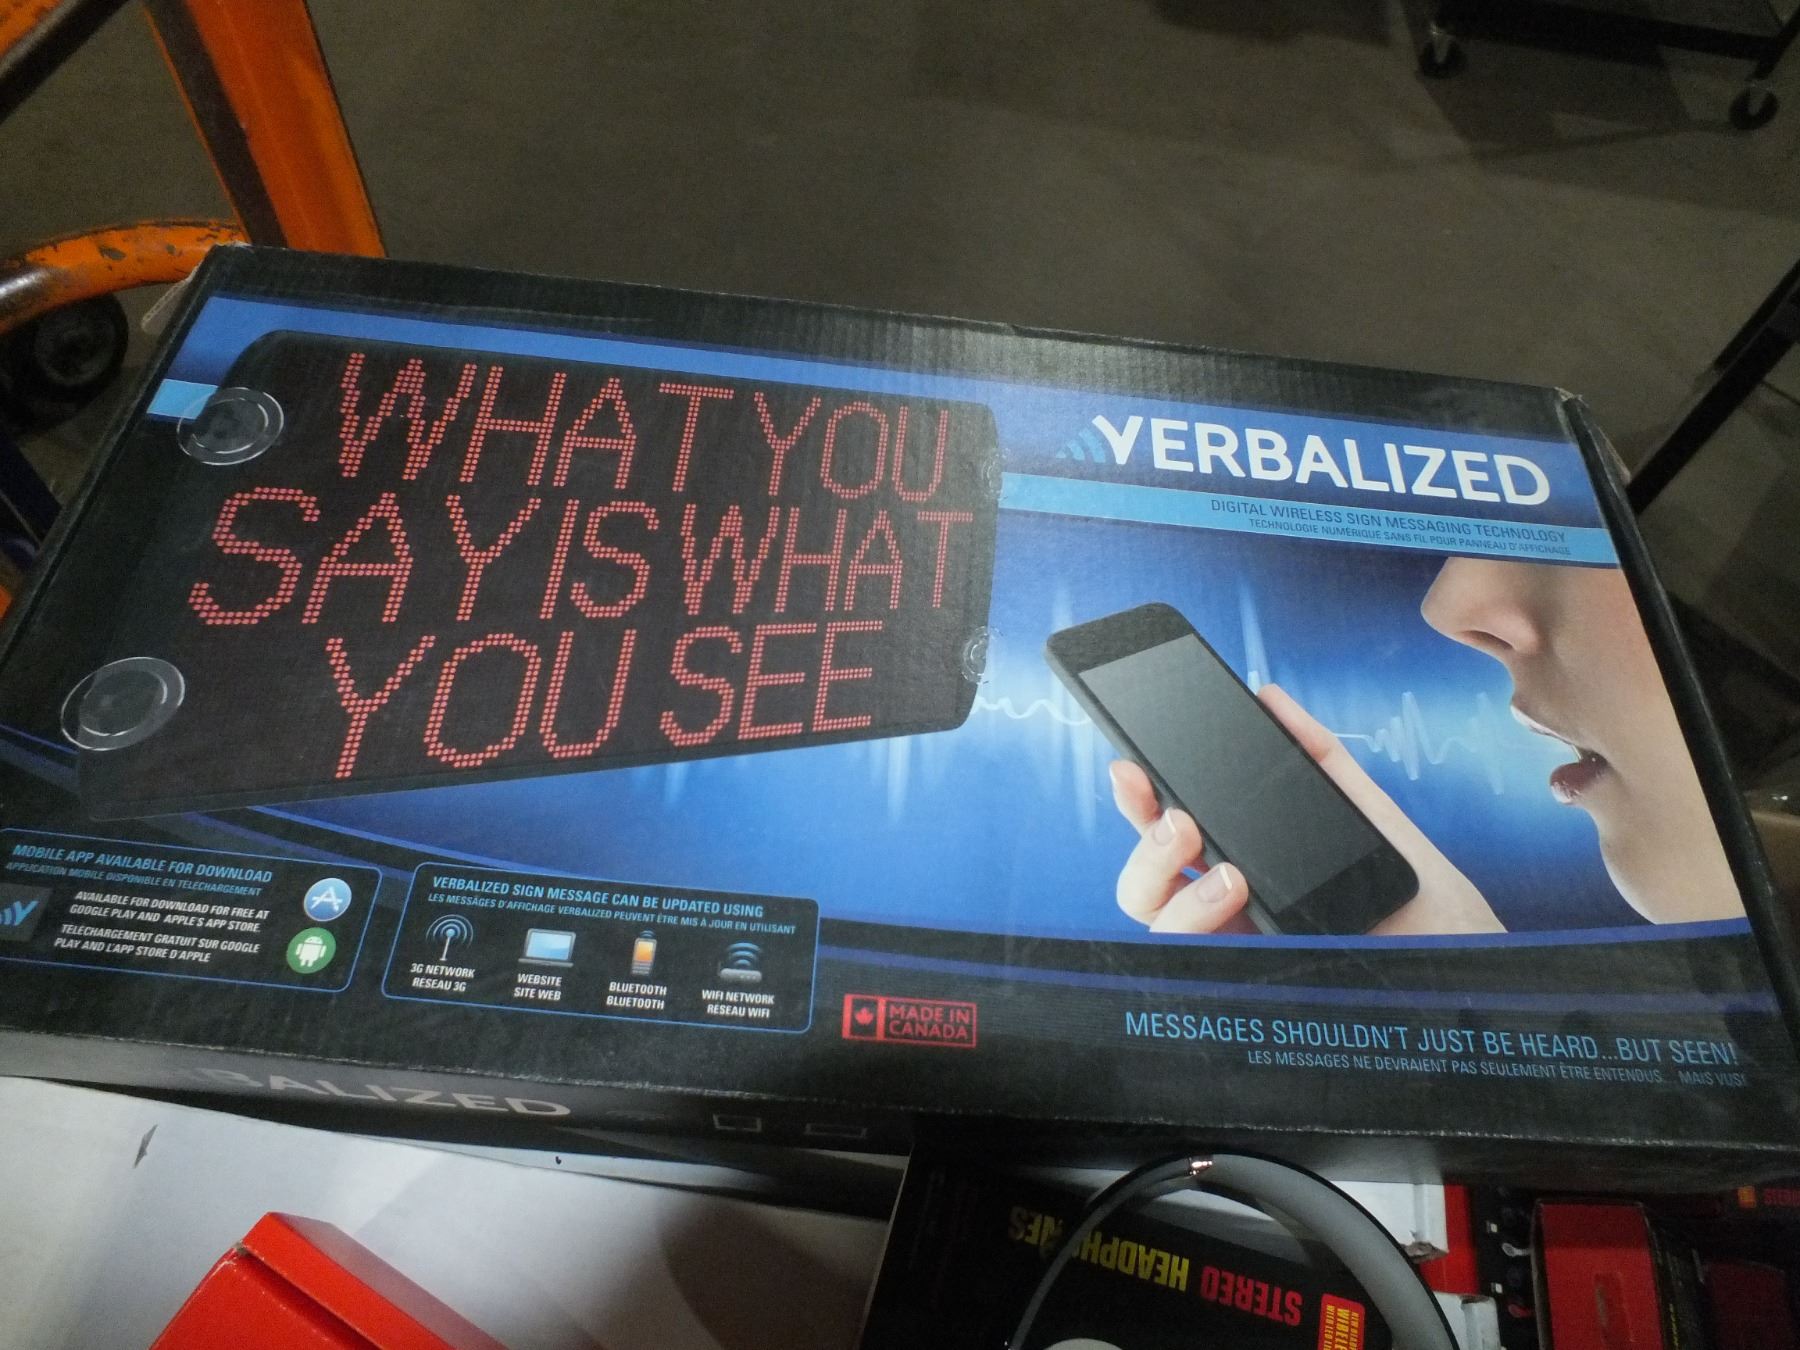 WHAT YOU
SAY IS WHAT
YOU SEE
VERBALIZED
DIGITAL WIRELESS SIGN MESSAGING TECHNOLOGY
TECHNOLOGIE NUMÉRIQUE SANS FIL POUR PANNEAU D'AFFICHAGE
MOBILE APP AVAILABLE FOR DOWNLOAD
APPLICATION MOBILE DISPONIBLE EN TELECHARGEMENT
AVAILABLE FOR DOWNLOAD FOR FREE AT
GOOGLE PLAY AND APPLE'S APP STORE.
TELECHARGEMENT GRATUIT SUR GOOGLE
PLAY AND L'APP STORE D'APPLE
VERBALIZED SIGN MESSAGE CAN BE UPDATED USING
LES MESSAGES D'AFFICHAGE VERBALIZED PEUVENT ÊTRE MIS À JOUR EN UTILISANT
3G NETWORK
RESEAU 3G
WEBSITE
SITE WEB
BLUETOOTH
BLUETOOTH
WIFI NETWORK
RESEAU WIFI
MADE IN
CANADA
MESSAGES SHOULDN'T JUST BE HEARD...BUT SEEN!
LES MESSAGES NE DEVRAIENT PAS SEULEMENT ÊTRE ENTENDUS... MAIS VUS!
BALIZED
STEREO HEADPHONES